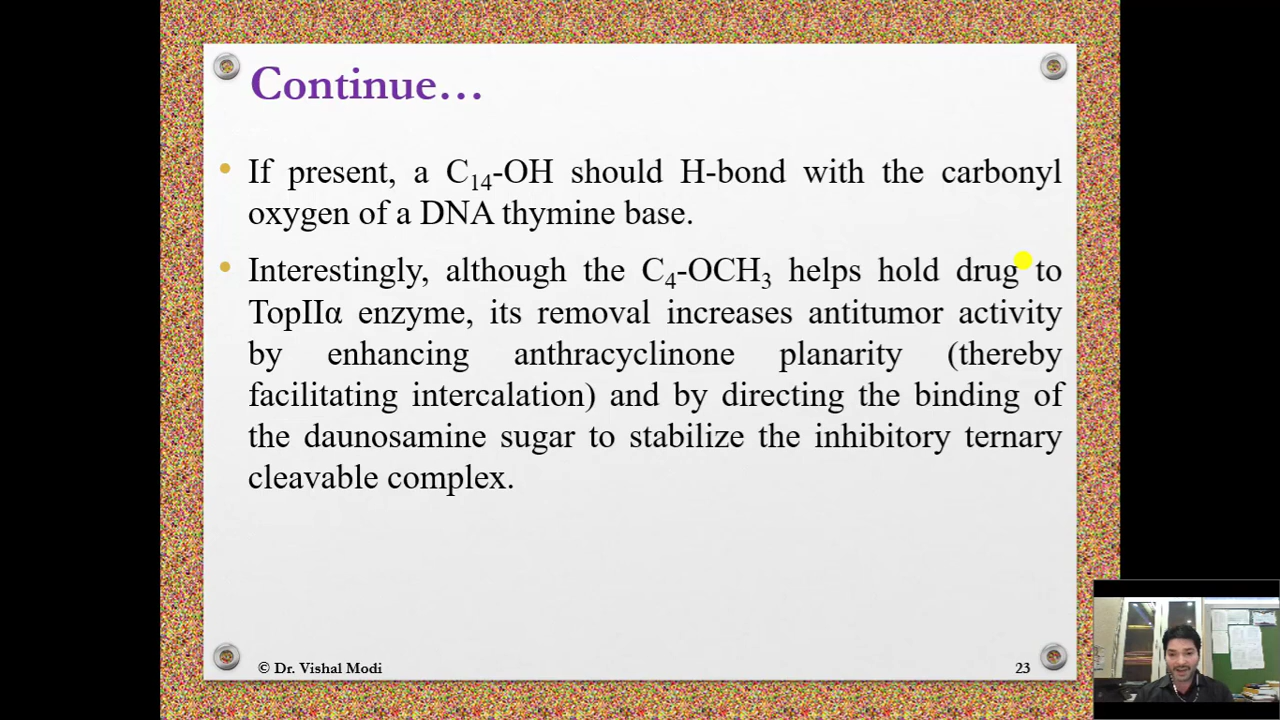 Continue…
• If present, a C₁₄-OH should H-bond with the carbonyl
oxygen of a DNA thymine base.
• Interestingly, although the C₄-OCH₃ helps hold drug to
TopIIα enzyme, its removal increases antitumor activity
by enhancing anthracyclinone planarity (thereby
facilitating intercalation) and by directing the binding of
the daunosamine sugar to stabilize the inhibitory ternary
cleavable complex.
© Dr. Vishal Modi
23